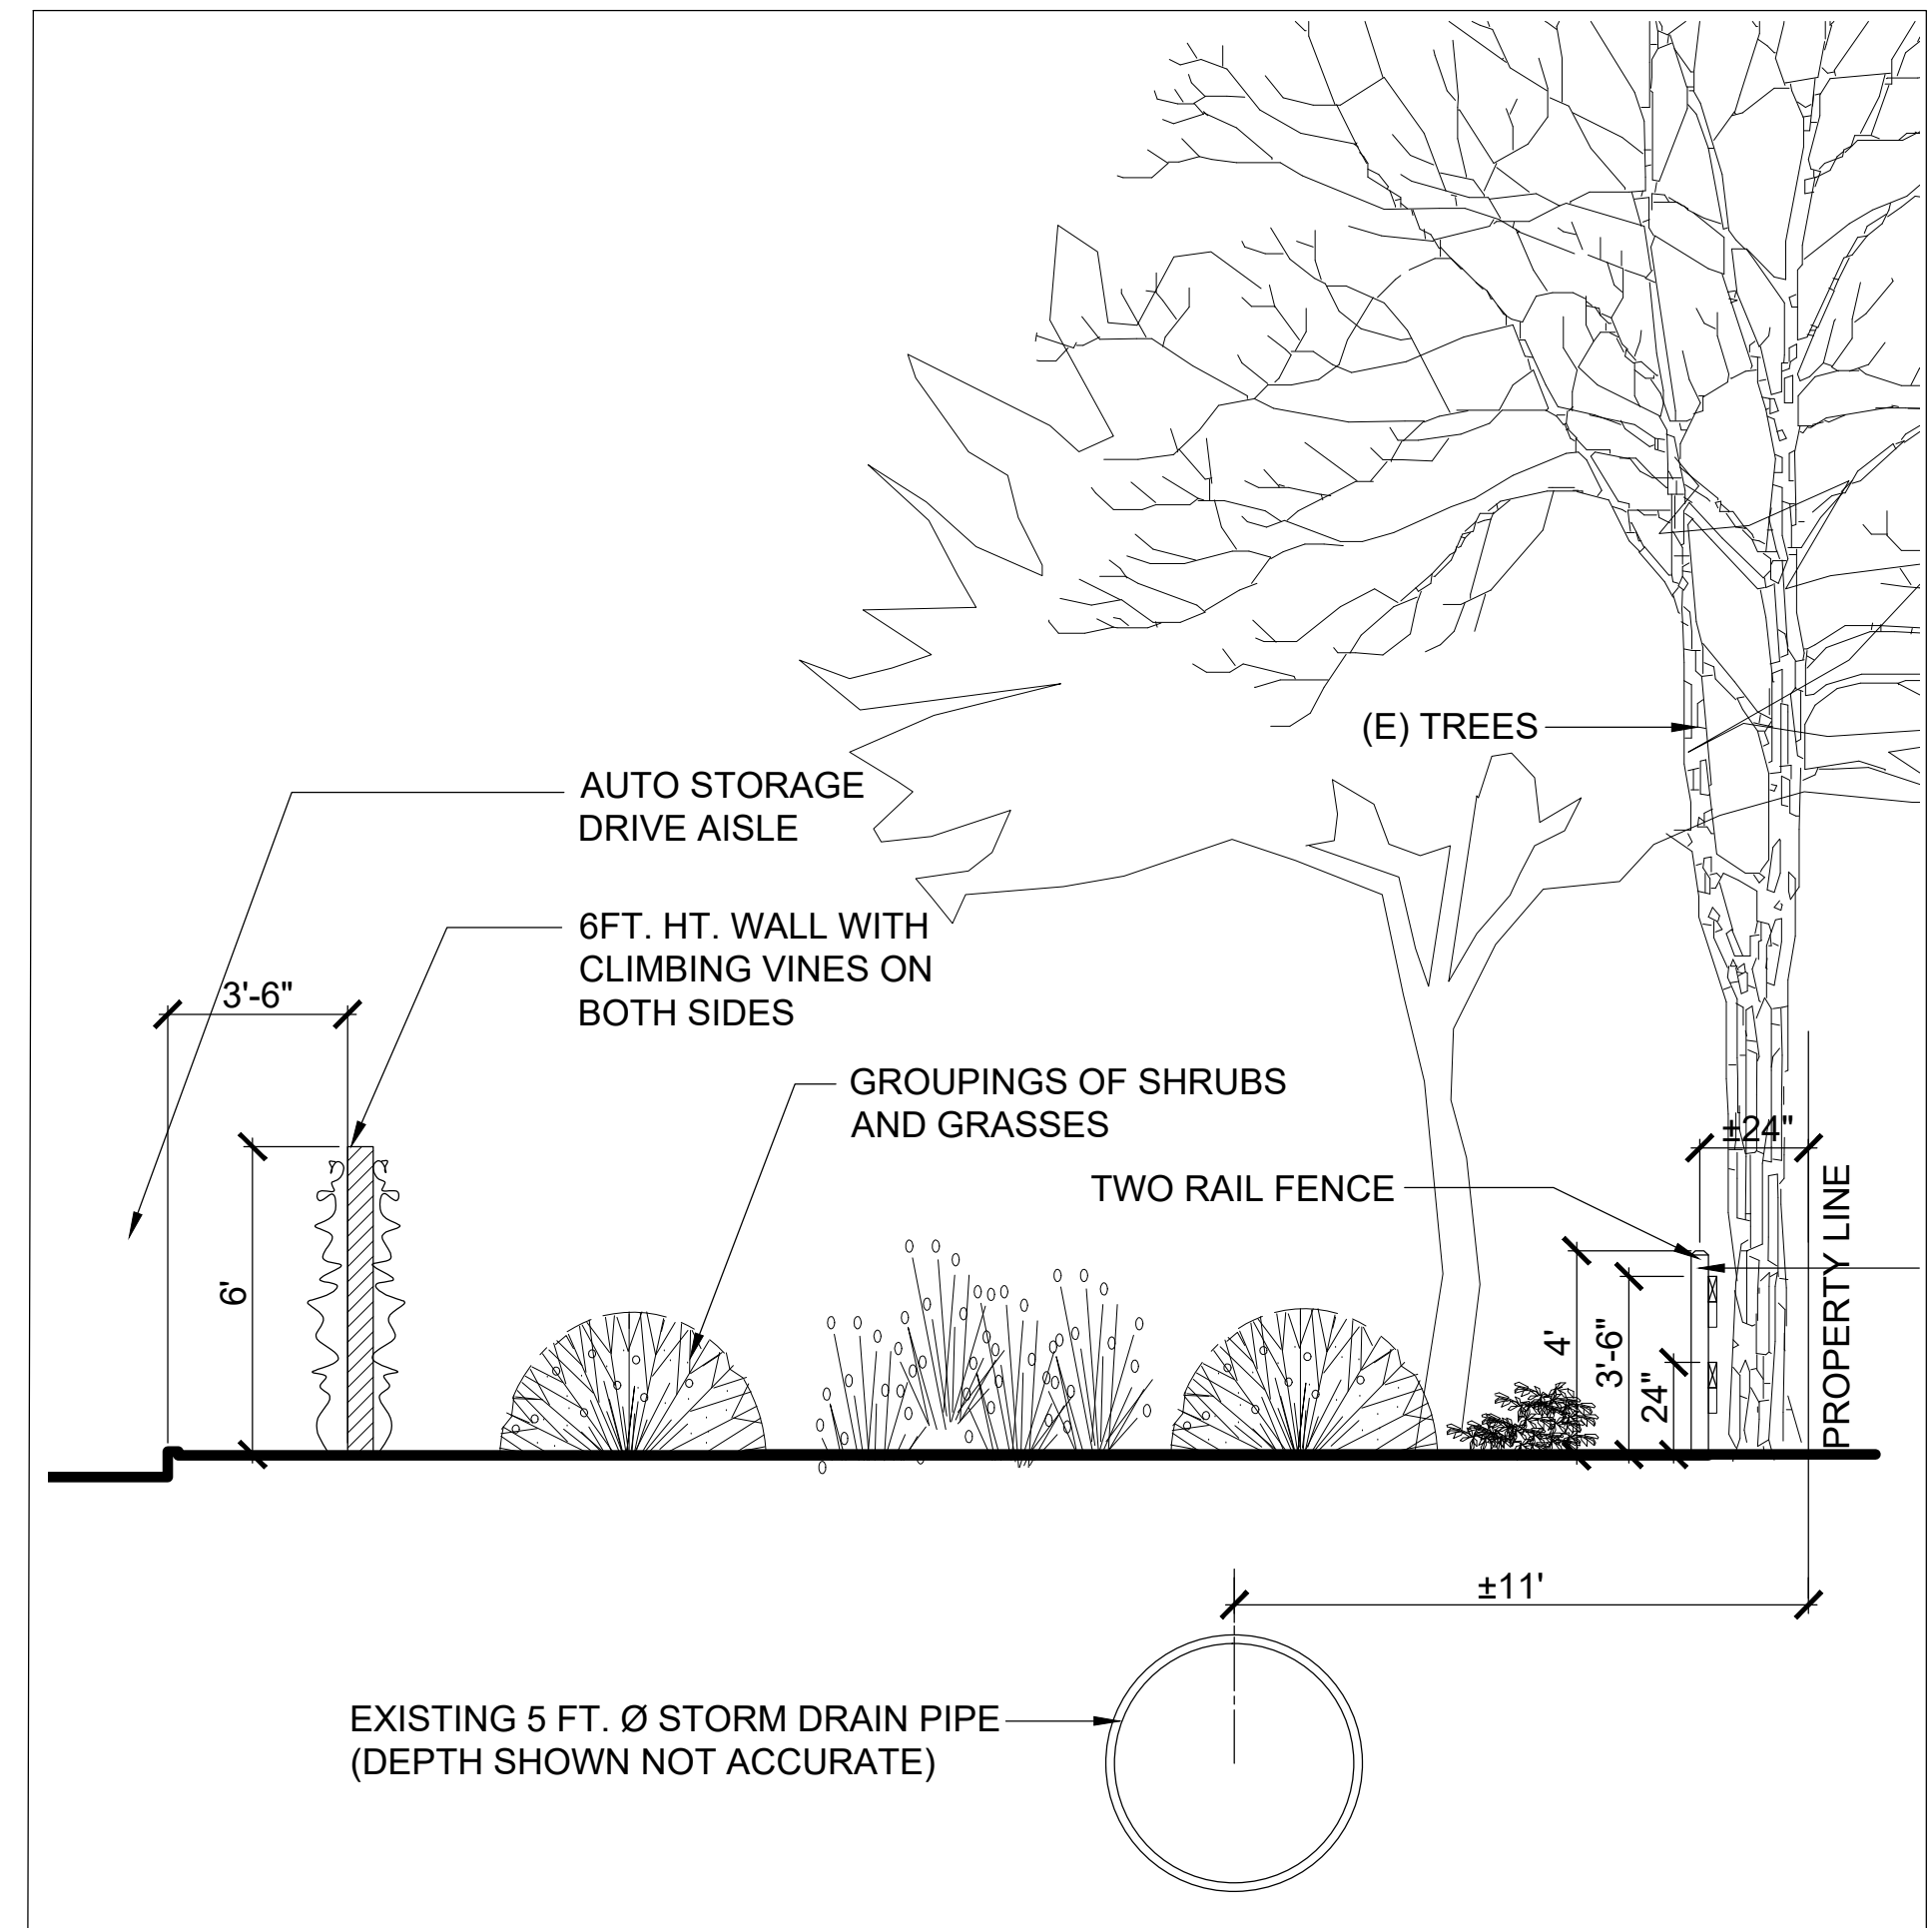 (E) TREES
AUTO STORAGE
DRIVE AISLE
6FT. HT. WALL WITH
CLIMBING VINES ON
BOTH SIDES
3'-6"
GROUPINGS OF SHRUBS
AND GRASSES
±24"
TWO RAIL FENCE
PROPERTY LINE
6'
4'
3'-6"
24"
±11'
EXISTING 5 FT. Ø STORM DRAIN PIPE
(DEPTH SHOWN NOT ACCURATE)